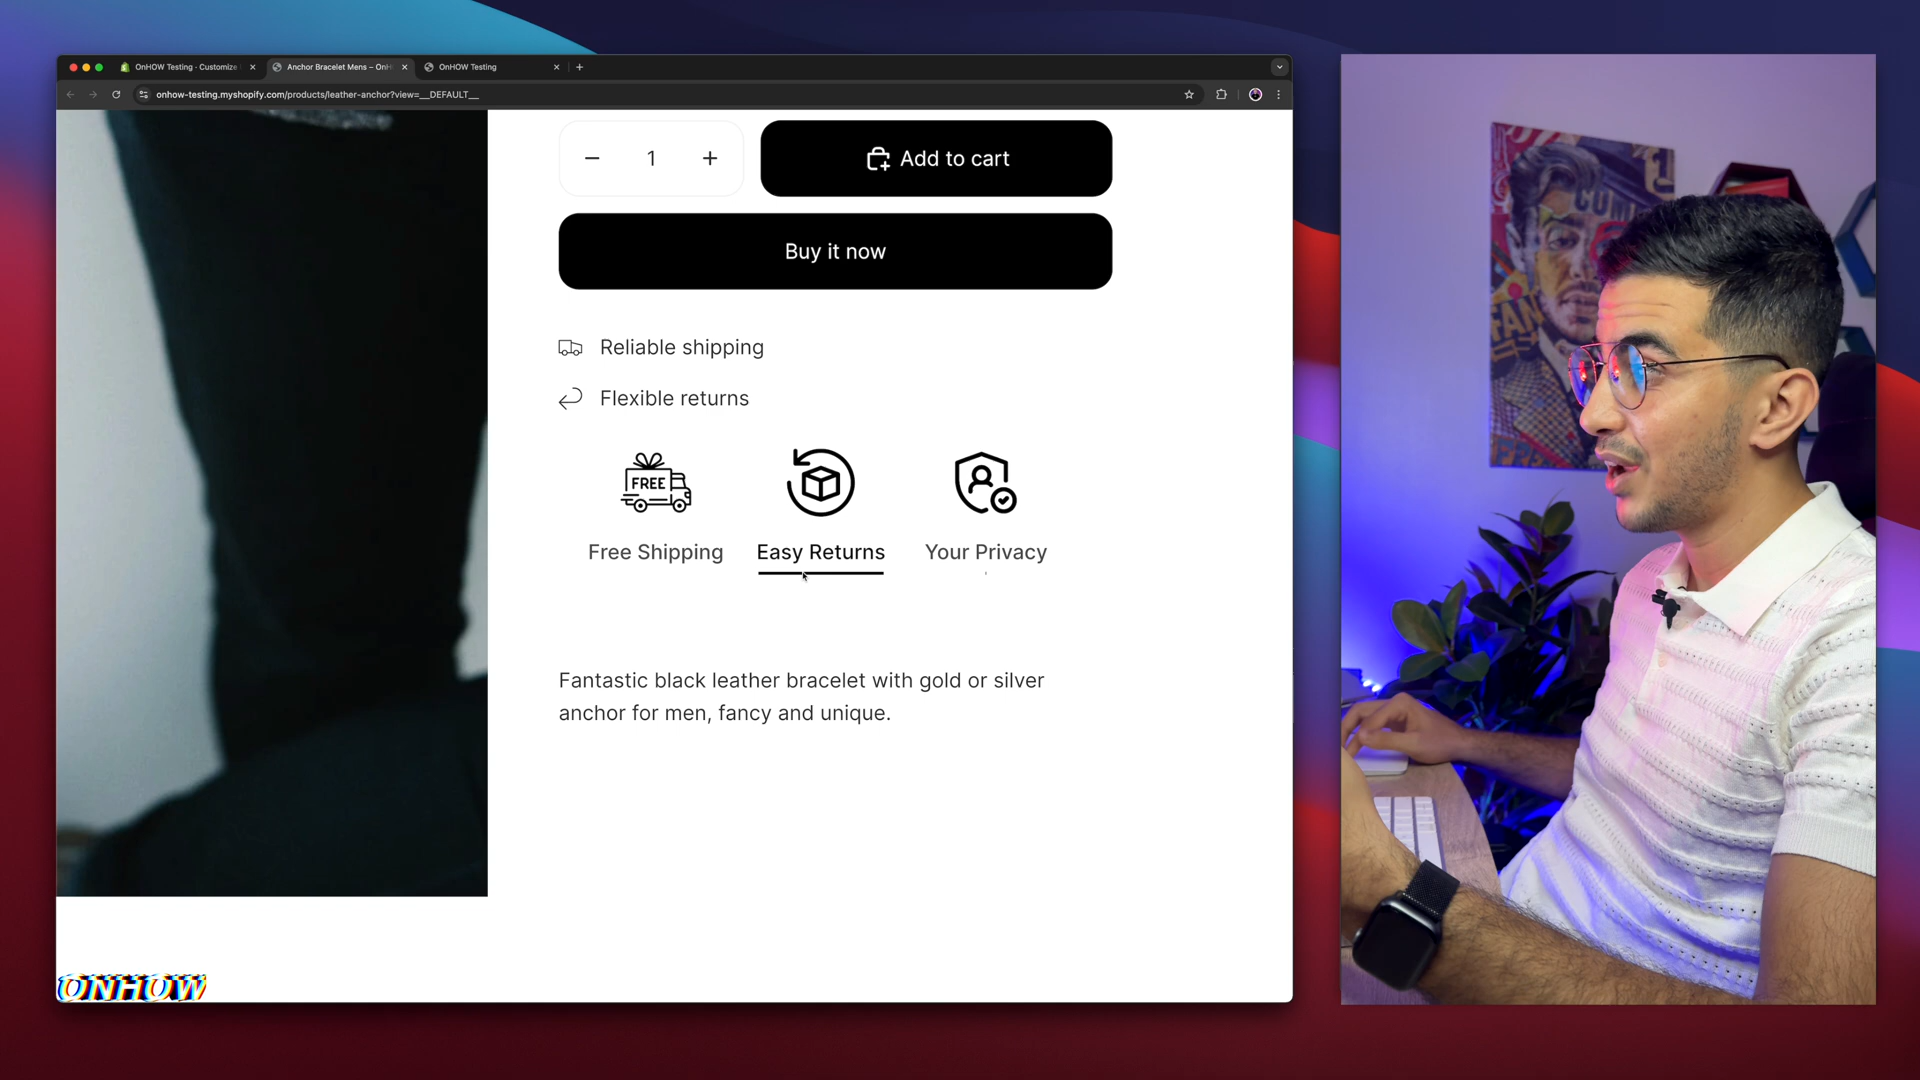 OnHOW Testing - Customize
Anchor Bracelet Mens – OnH
OnHOW Testing
onhow-testing.myshopify.com/products/leather-anchor?view=__DEFAULT__
− 1 +
Add to cart
Buy it now
Reliable shipping
Flexible returns
FREE
Free Shipping
Easy Returns
Your Privacy
Fantastic black leather bracelet with gold or silver
anchor for men, fancy and unique.
ONHOW
COMI
FAN